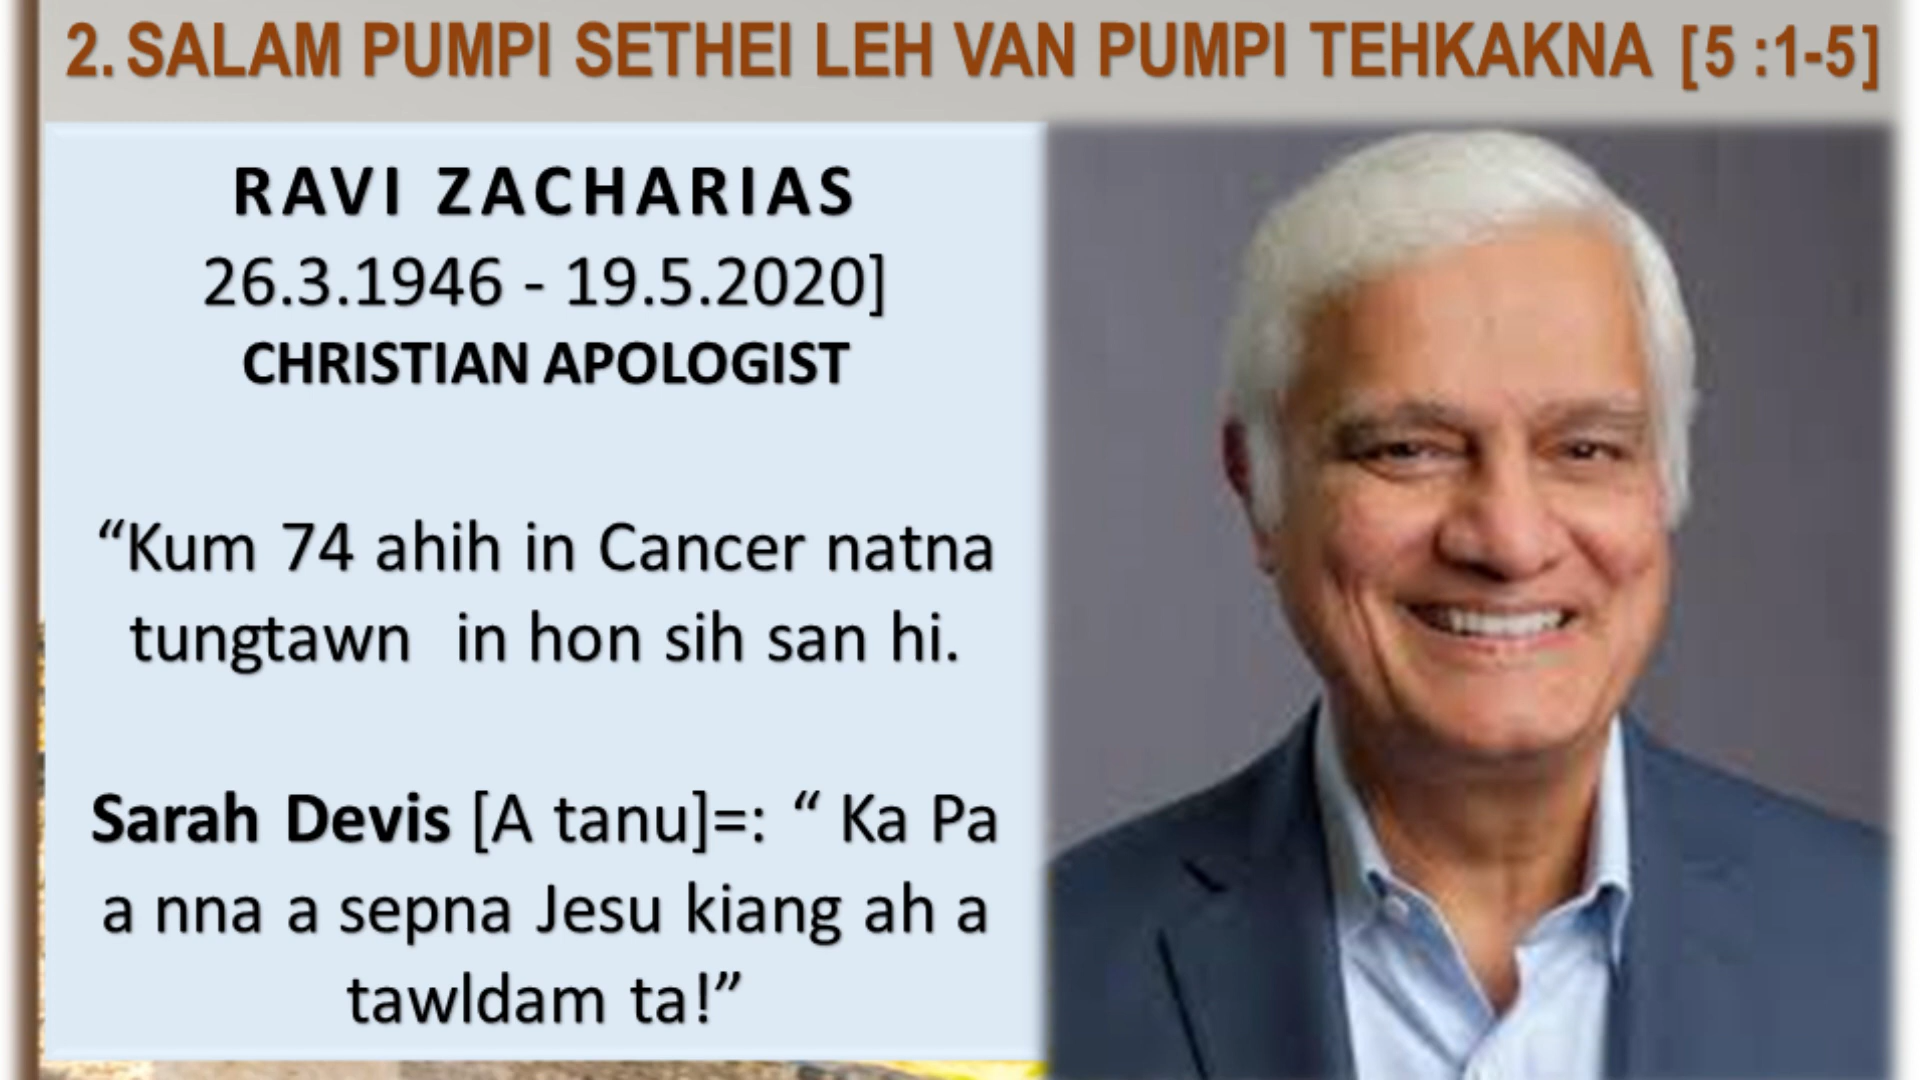 2. SALAM PUMPI SETHEI LEH VAN PUMPI TEHKAKNA [5 :1-5]
RAVI ZACHARIAS
26.3.1946 - 19.5.2020]
CHRISTIAN APOLOGIST
“Kum 74 ahih in Cancer natna
tungtawn in hon sih san hi.
Sarah Devis [A tanu]=: “ Ka Pa
a nna a sepna Jesu kiang ah a
tawldam ta!”